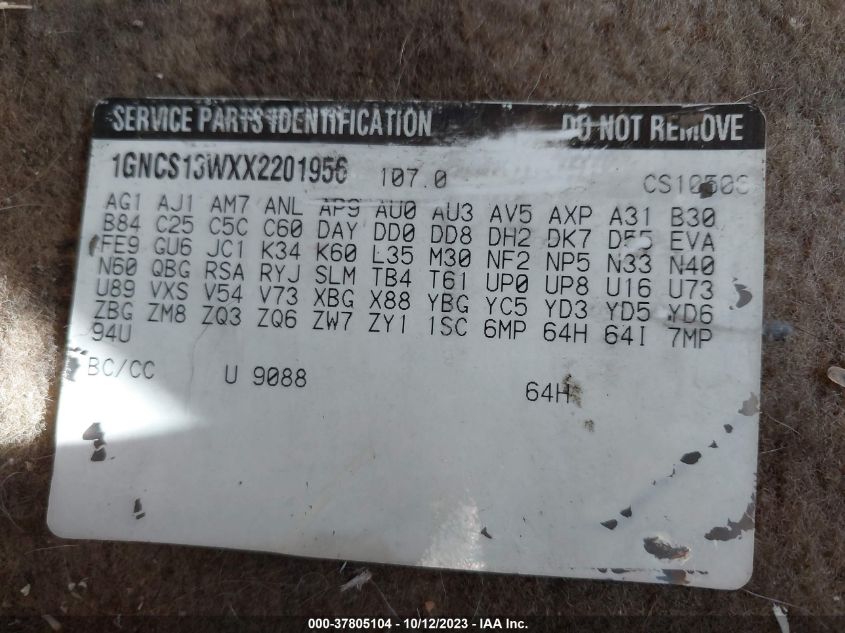 SERVICE PARTS IDENTIFICATION DO NOT REMOVE
1GNCS13WXX2201956 107.0 CS10506
AG1 AJ1 AM7 ANL AP9 AU0 AU3 AV5 AXP A31 B30
B84 C25 C5C C60 DAY DD0 DD8 DH2 DK7 D55 EVA
FE9 GU6 JC1 K34 K60 L35 M30 NF2 NP5 N33 N40
N60 QBG RSA RYJ SLM TB4 T61 UP0 UP8 U16 U73
U89 VXS V54 V73 XBG X88 YBG YC5 YD3 YD5 YD6
ZBG ZM8 ZQ3 ZQ6 ZW7 ZY1 1SC 6MP 64H 64I 7MP
94U
BC/CC U 9088 64H
000-37805104 - 10/12/2023 - IAA Inc.